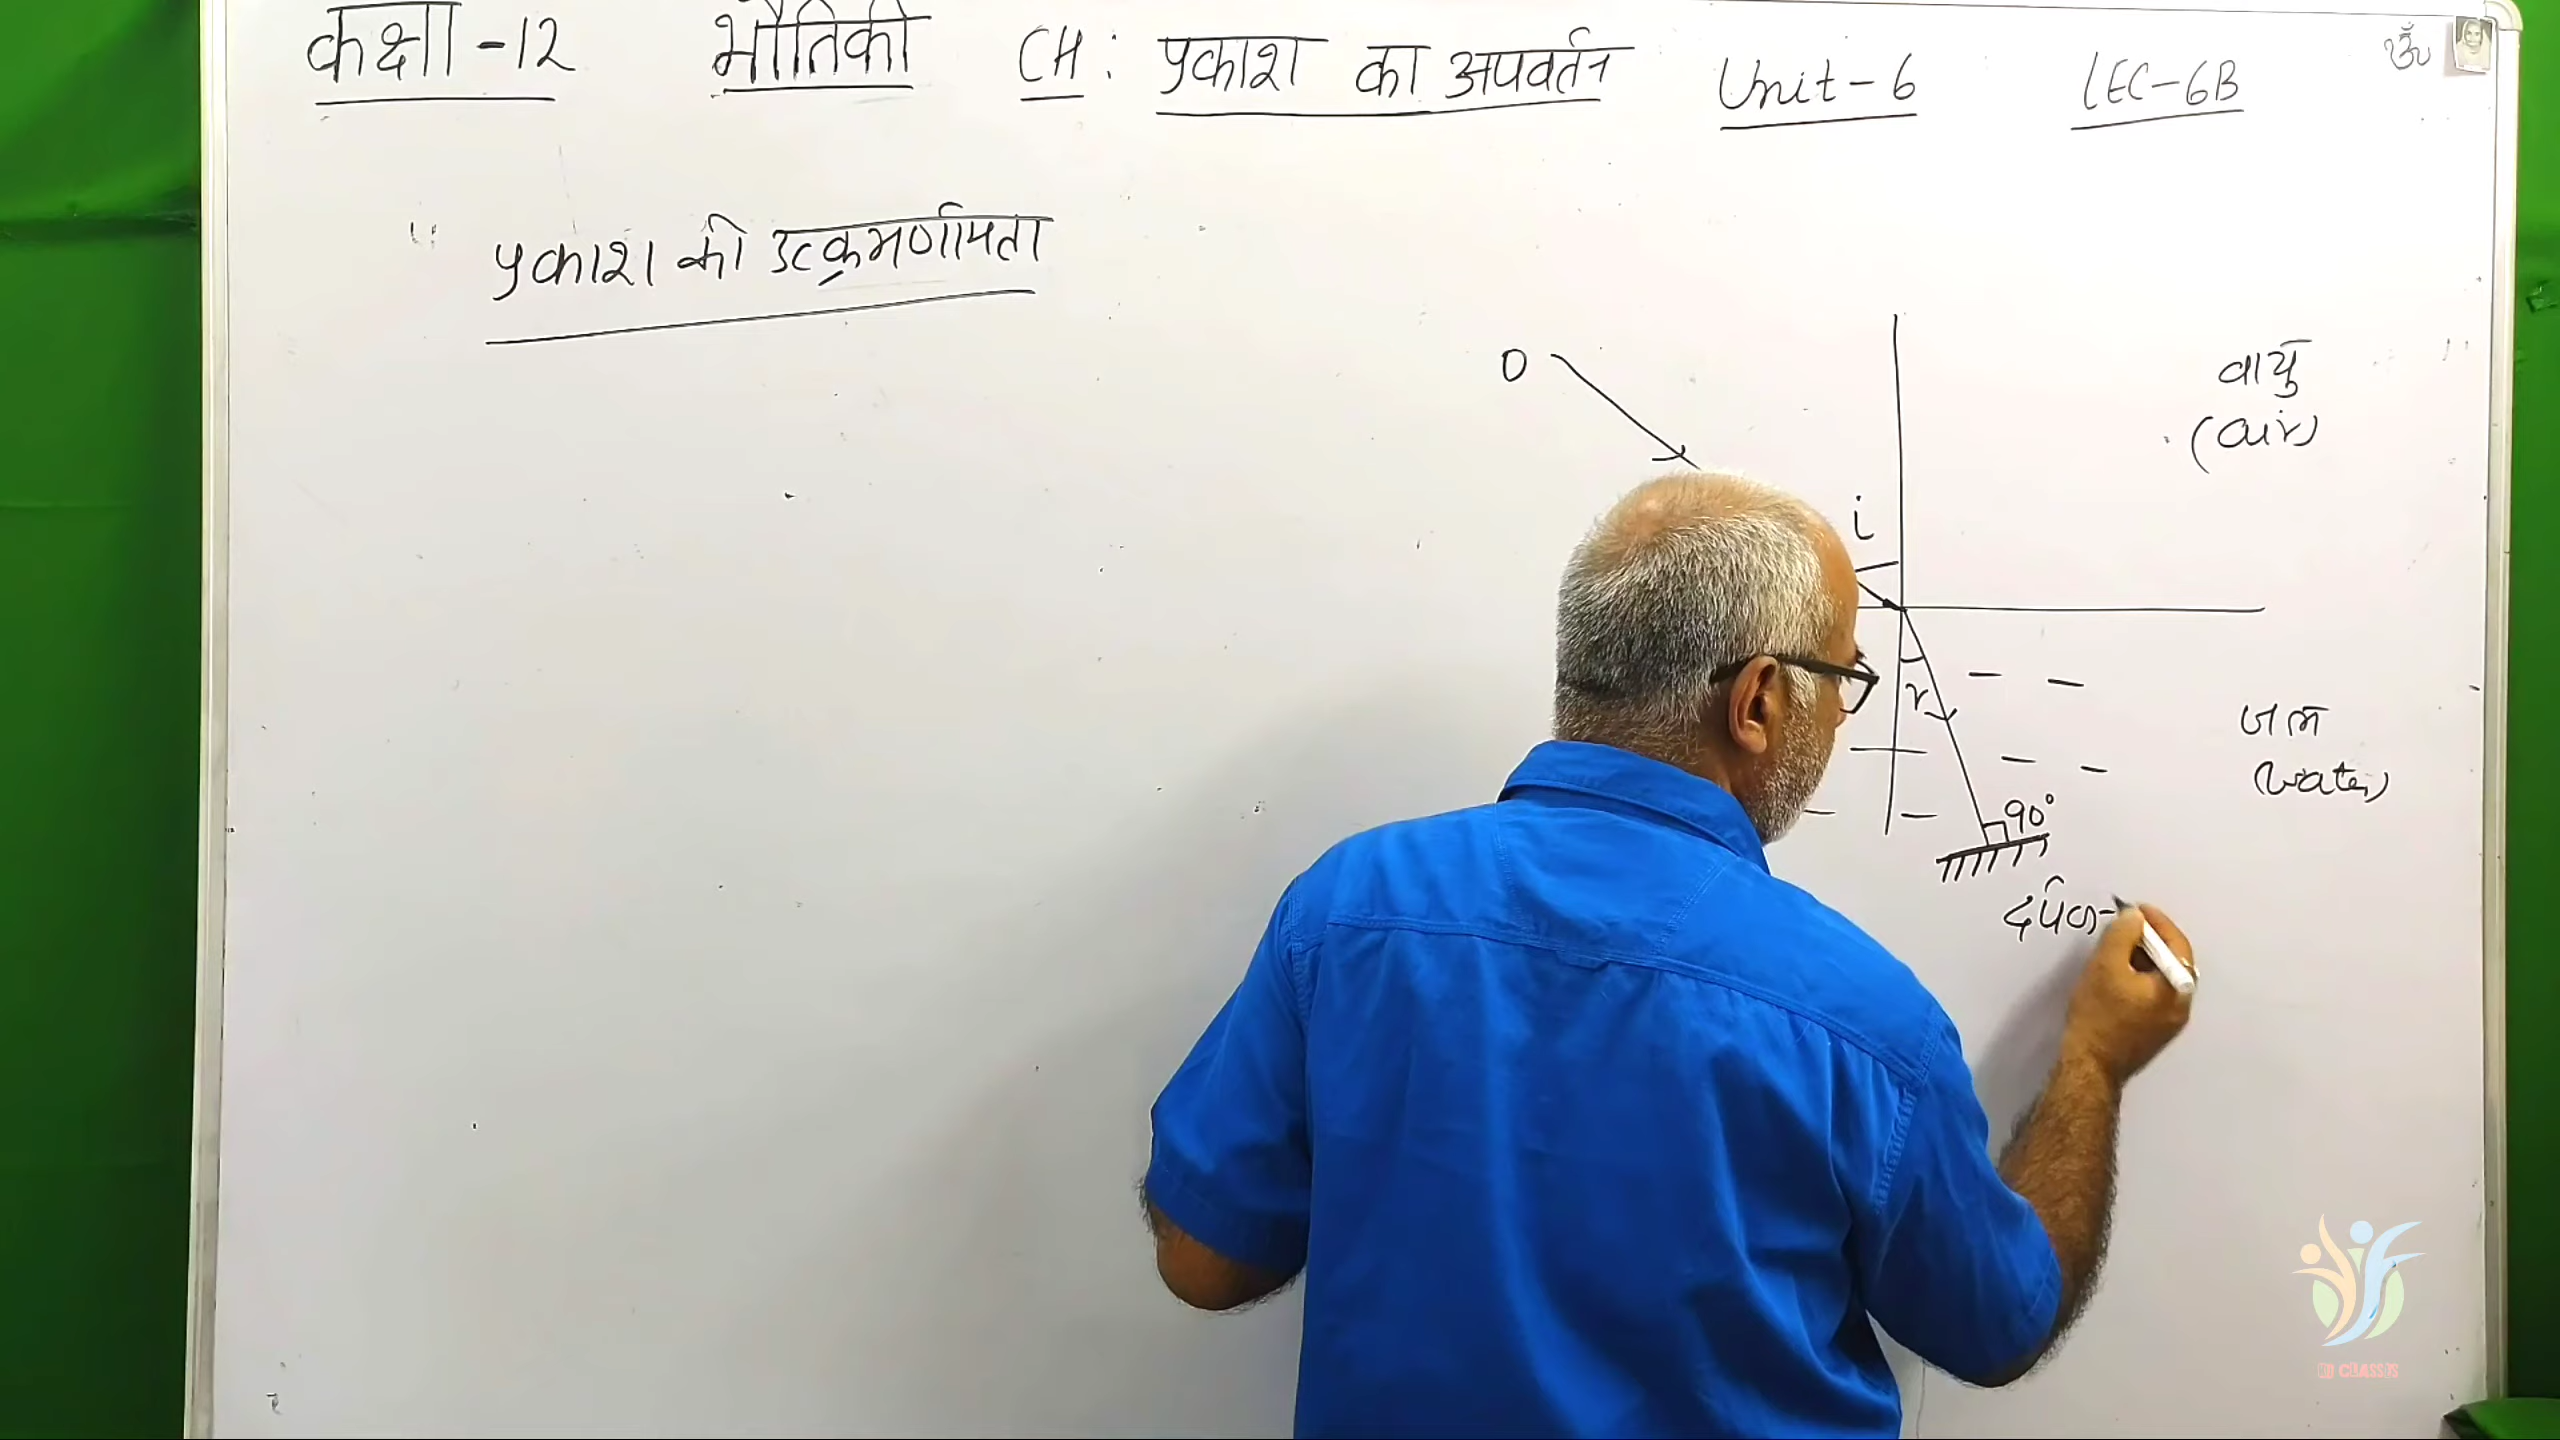 कक्षा -12 भौतिकी CH : प्रकाश का अपवर्तन Unit - 6 LEC-6B ॐ
प्रकाश की उत्क्रमणीयता
O
वायु
(air)
i
r
जल
(water)
90°
दर्पण